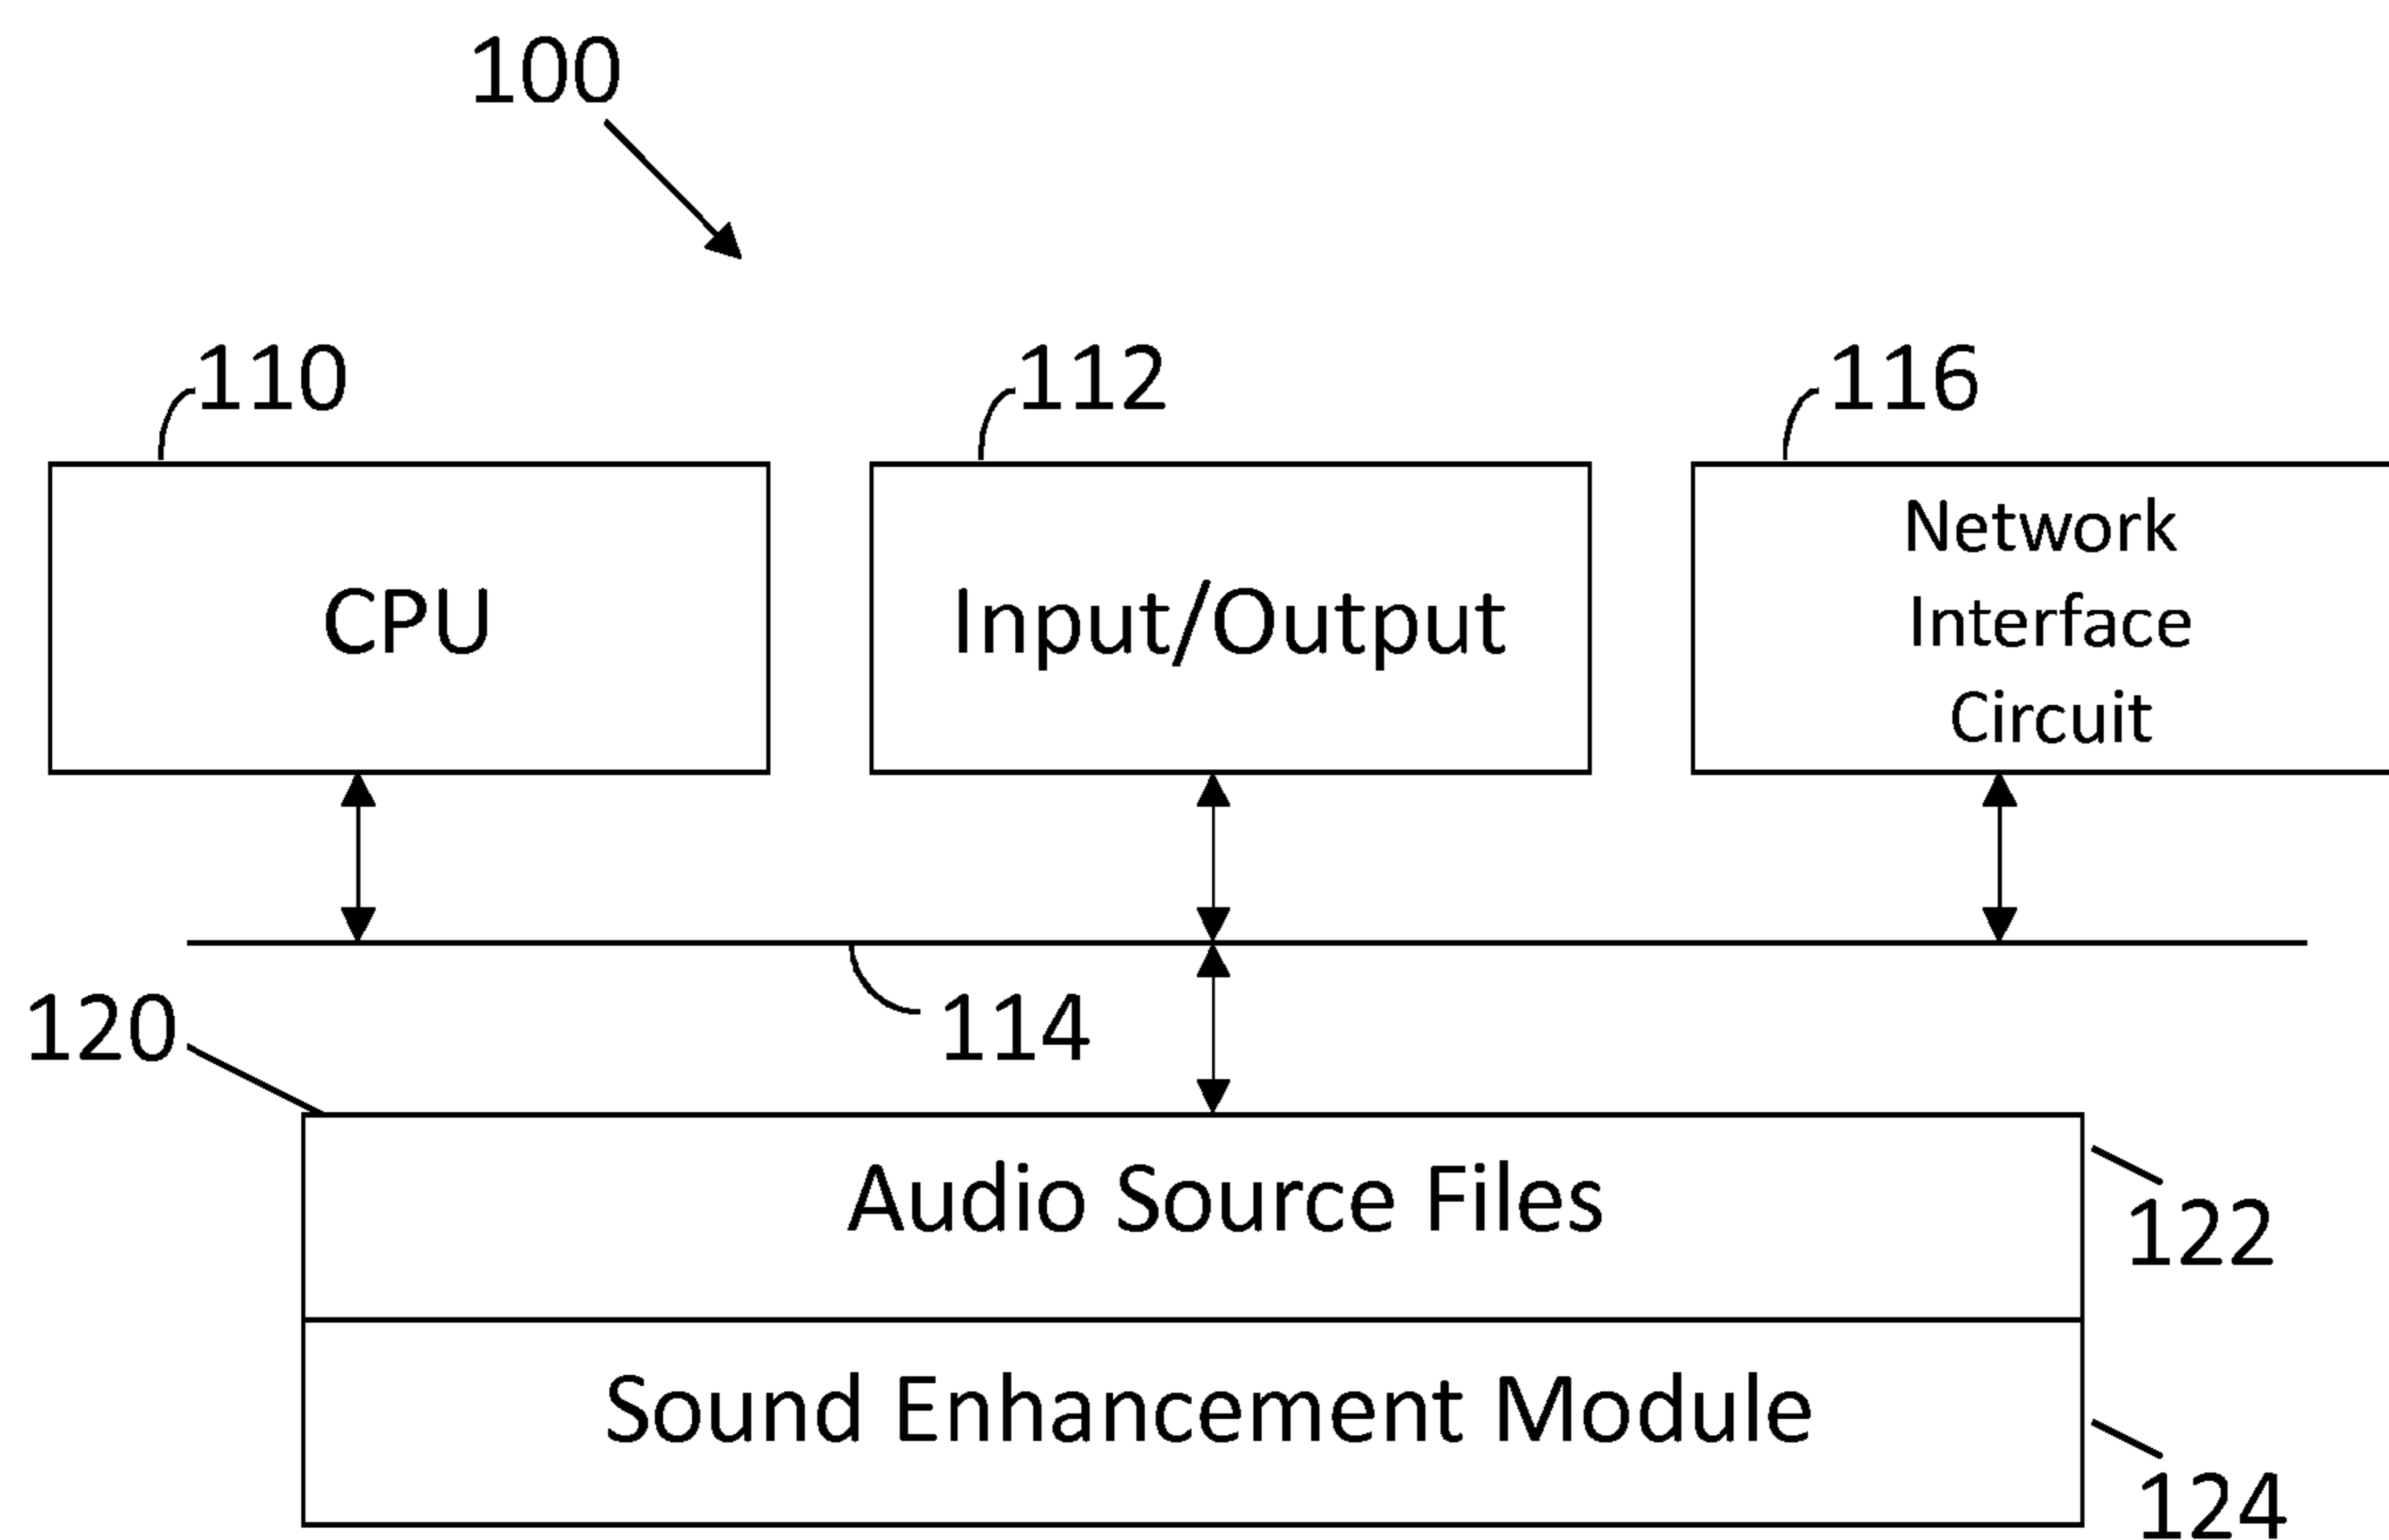 100
110
112
116
CPU
Input/Output
Network
Interface
Circuit
120
114
Audio Source Files
122
Sound Enhancement Module
124